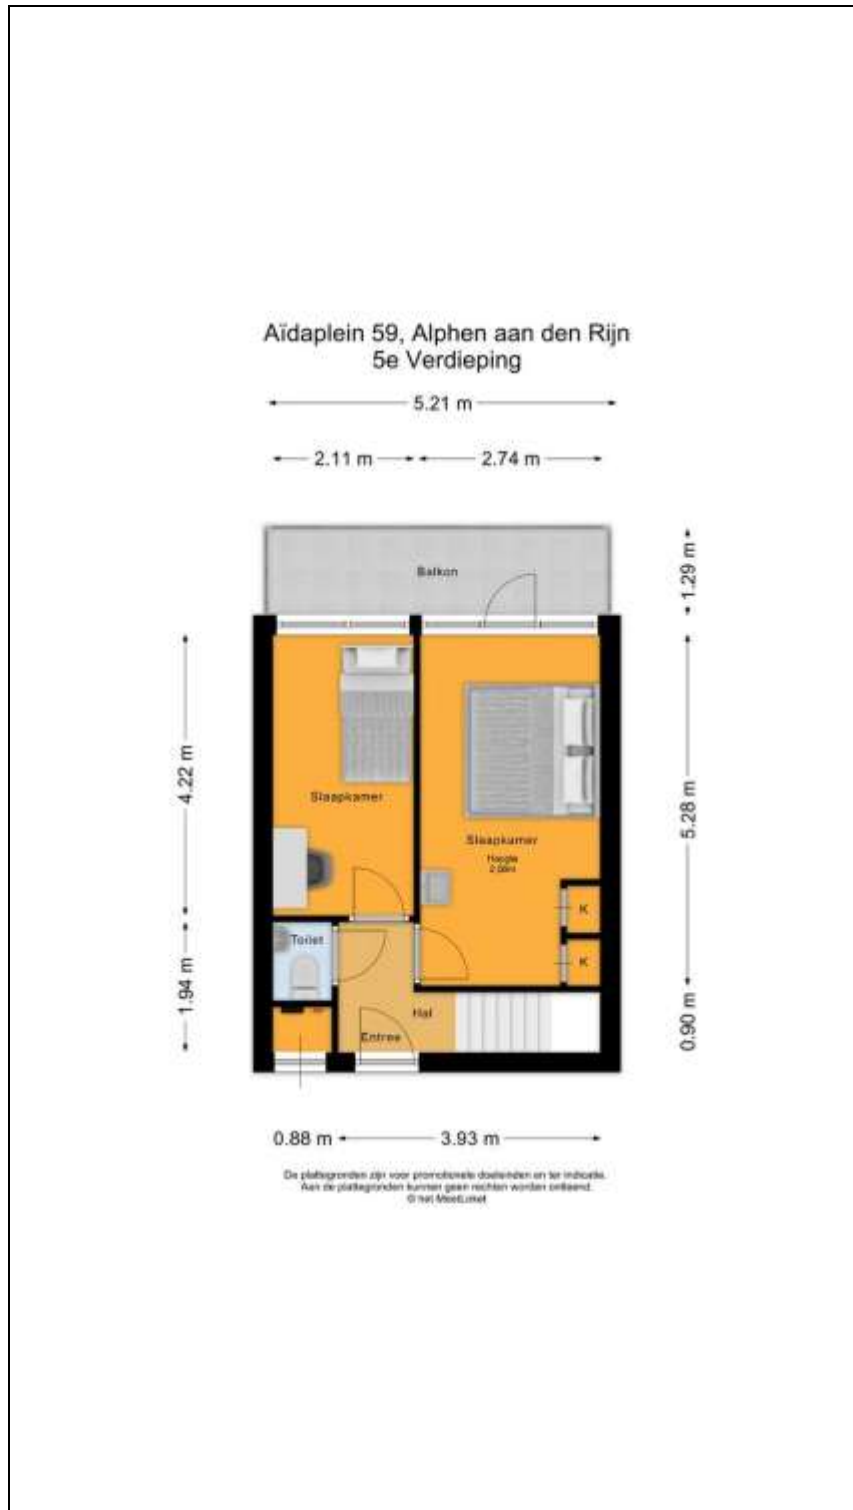 Aïdaplein 59, Alphen aan den Rijn
5e Verdieping
5.21 m
2.11 m
2.74 m
Balkon
1.29 m
4.22 m
5.28 m
Slaapkamer
Slaapkamer
Hoogte
K
Toilet
K
1.94 m
0.90 m
Hal
Entree
0.88 m
3.93 m
De plattegronden zijn voor promotionele doeleinden en ter indicatie.
Aan de plattegronden kunnen geen rechten worden ontleend.
© het MeetLoket